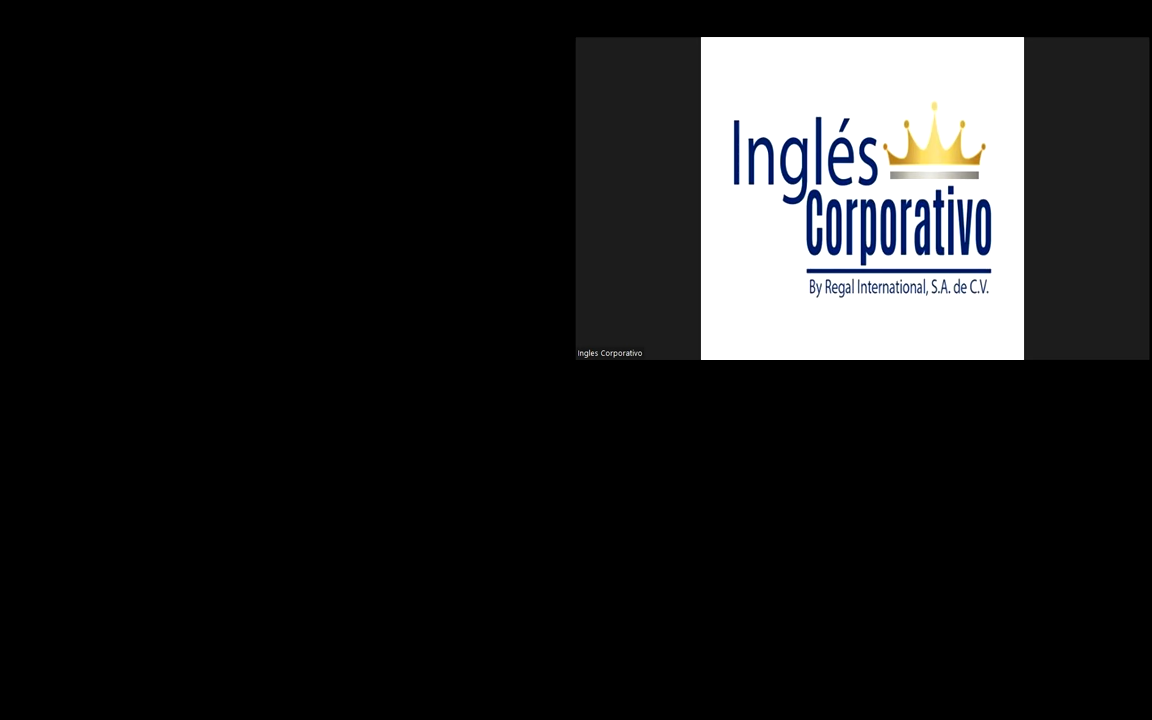 Inglés
Corporativo
By Regal International, S.A. de C.V.
Ingles Corporativo